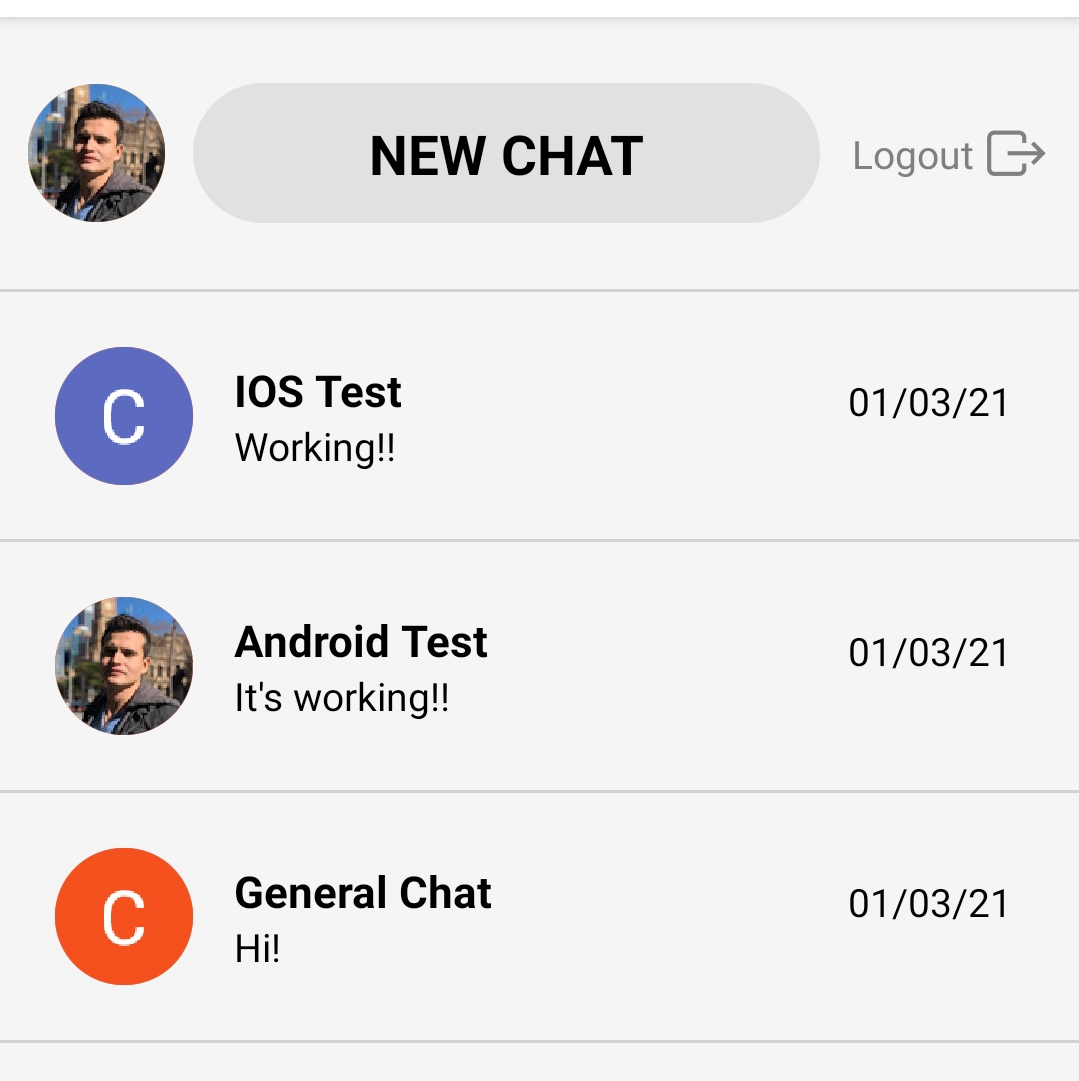 NEW CHAT
Logout
C
IOS Test
01/03/21
Working!!
Android Test
01/03/21
It's working!!
C
General Chat
01/03/21
Hi!